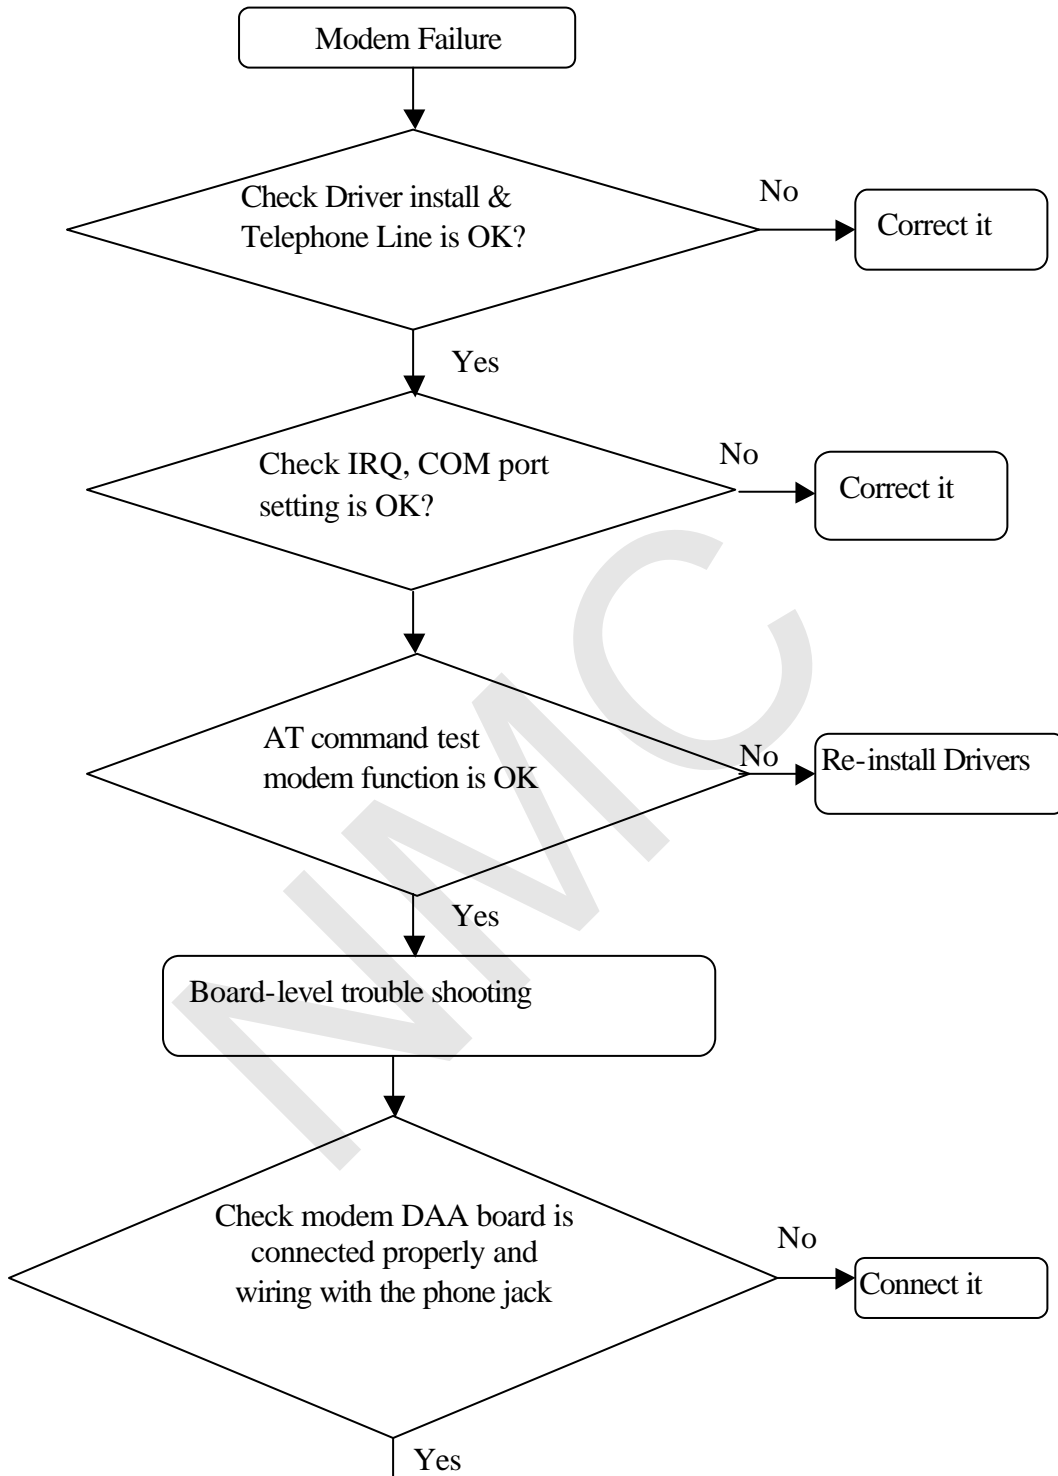 Modem Failure
Check Driver install &
Telephone Line is OK?
No
Correct it
Yes
Check IRQ, COM port
setting is OK?
No
Correct it
AT command test
modem function is OK
No
Re-install Drivers
Yes
Board-level trouble shooting
Check modem DAA board is
connected properly and
wiring with the phone jack
No
Connect it
Yes
NMC